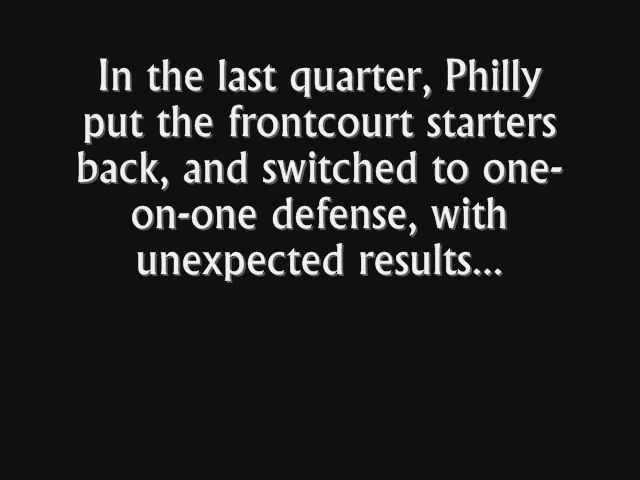 In the last quarter, Philly
put the frontcourt starters
back, and switched to one-
on-one defense, with
unexpected results...